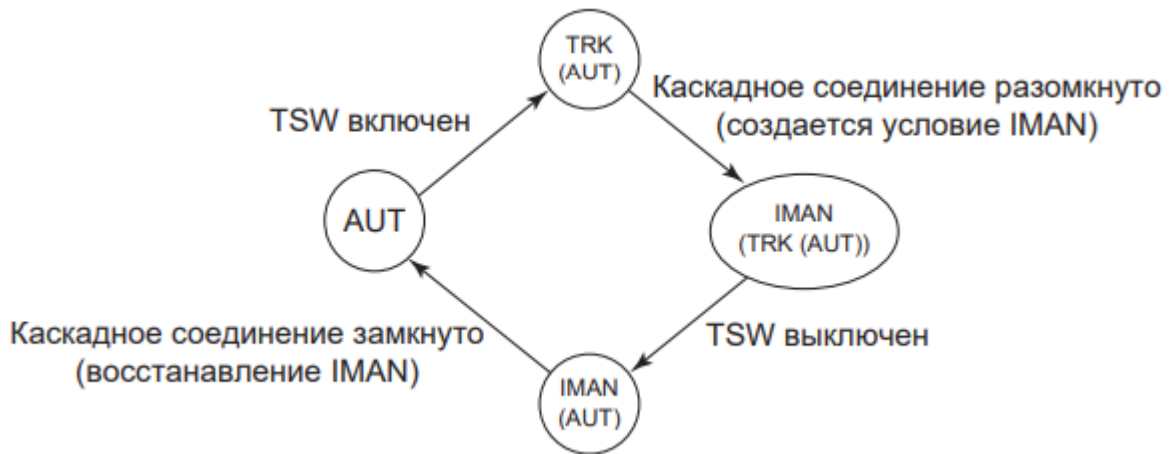 TRK
(AUT)
Каскадное соединение разомкнуто
(создается условие IMAN)
TSW включен
AUT
IMAN
(TRK (AUT))
Каскадное соединение замкнуто
(восстанавление IMAN)
TSW выключен
IMAN
(AUT)